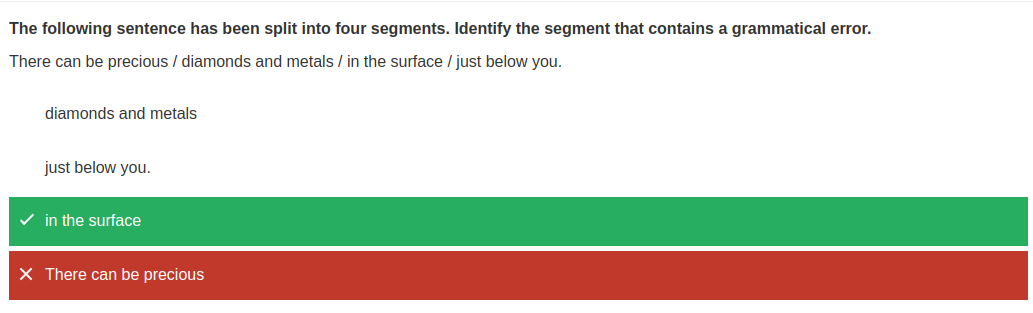 The following sentence has been split into four segments. Identify the segment that contains a grammatical error.
There can be precious / diamonds and metals / in the surface / just below you.
diamonds and metals
just below you.
in the surface
There can be precious